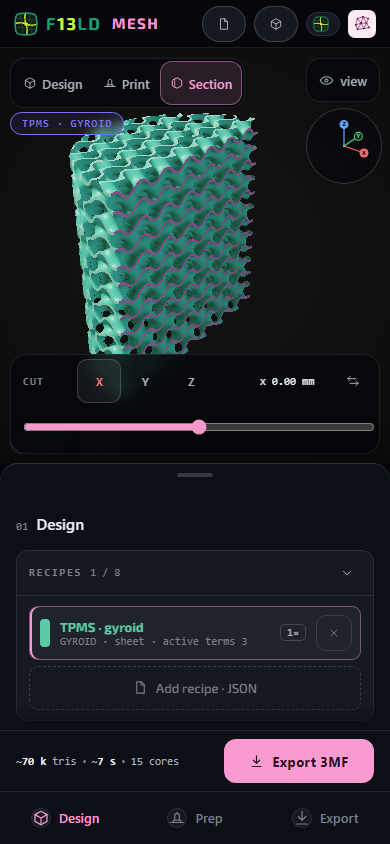 F13LD MESH
Design Print Section view
TPMS · GYROID
Z
Y
X
CUT X Y Z x 0.00 mm
01 Design
RECIPES 1 / 8
TPMS · gyroid
GYROID · sheet · active terms 3
1×
Add recipe · JSON
~70 k tris • ~7 s • 15 cores
Export 3MF
Design Prep Export